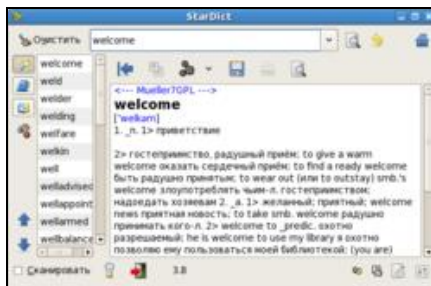 StarDict
Очистить
welcome
welcome
weld
welder
welding
welfare
welkin
well
welladvised
wellappoint
wellarmed
wellbalance
<--- Mueller7GPL --->
welcome
['welkəm]
1. _n. 1> приветствие
2> гостеприимство, радушный приём; to give a warm
welcome оказать сердечный приём; to find a ready welcome
быть радушно принятым; to wear out (или to outstay) smb.'s
welcome злоупотреблять чьим-л. гостеприимством;
надоедать хозяевам 2. _a. 1> желанный; приятный; welcome
news приятная новость; to take smb. welcome радушно
принимать кого-л. 2> welcome to _predic. охотно
разрешаемый; he is welcome to use my library я охотно
позволяю ему пользоваться моей библиотекой; (you are)
Сканировать
3.8